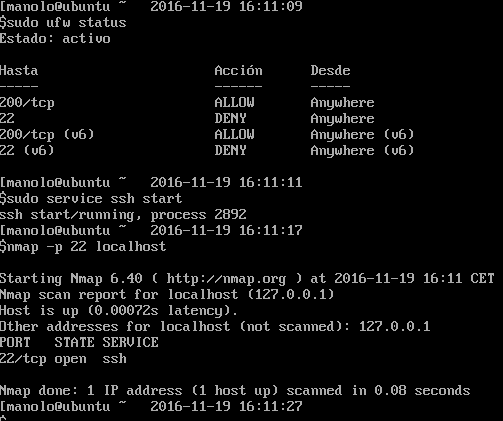 [manolo@ubuntu ~   2016-11-19 16:11:09
$sudo ufw status
Estado: activo
Hasta                      Acción      Desde
-----                      ------      -----
200/tcp                    ALLOW       Anywhere
22                         DENY        Anywhere
200/tcp (v6)               ALLOW       Anywhere (v6)
22 (v6)                    DENY        Anywhere (v6)
[manolo@ubuntu ~   2016-11-19 16:11:11
$sudo service ssh start
ssh start/running, process 2892
[manolo@ubuntu ~   2016-11-19 16:11:17
$nmap -p 22 localhost
Starting Nmap 6.40 ( http://nmap.org ) at 2016-11-19 16:11 CET
Nmap scan report for localhost (127.0.0.1)
Host is up (0.00072s latency).
Other addresses for localhost (not scanned): 127.0.0.1
PORT   STATE SERVICE
22/tcp open  ssh
Nmap done: 1 IP address (1 host up) scanned in 0.08 seconds
[manolo@ubuntu ~   2016-11-19 16:11:27
$